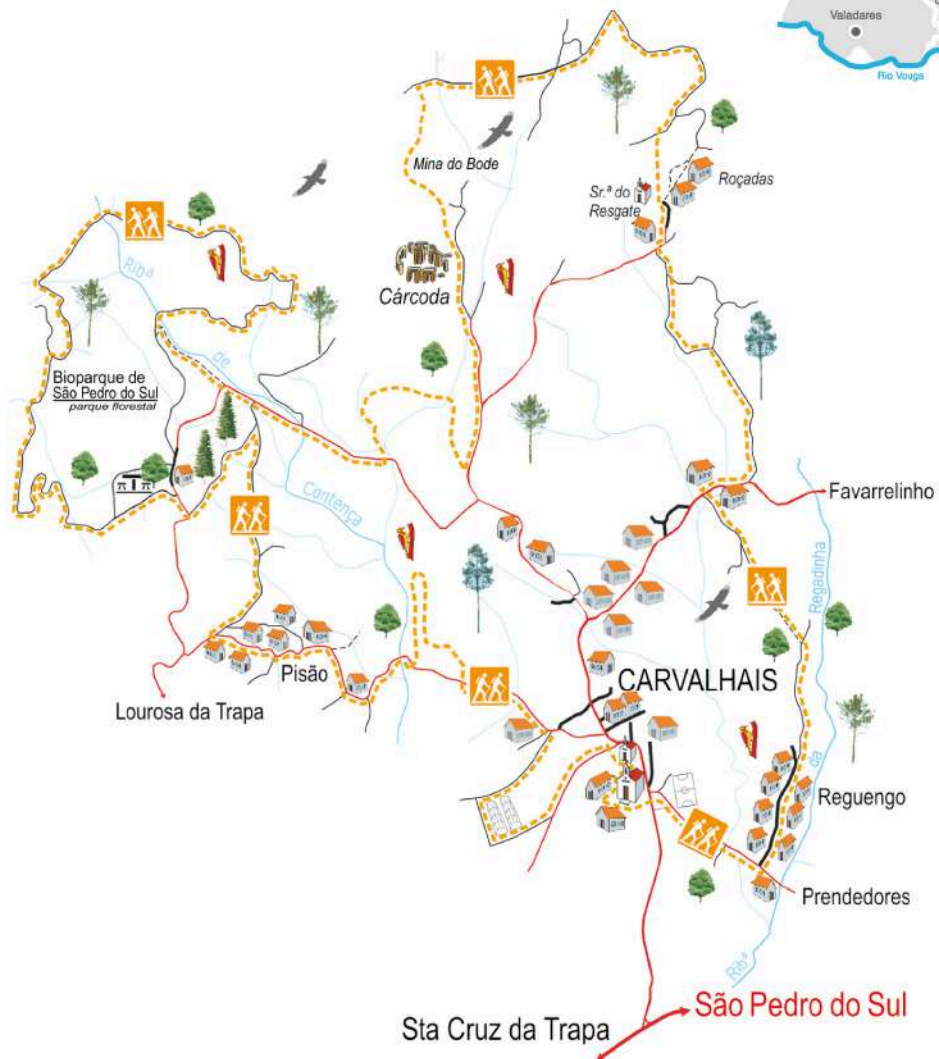 Valadares
Rio Vouga
Mina do Bode
Sr.ª do
Resgate
Roçadas
Ribª
de
Cárcoda
Bioparque de
São Pedro do Sul
parque florestal
Contença
Favarrelinho
Regadinha
Pisão
CARVALHAIS
Lourosa da Trapa
da
Reguengo
Prendedores
Ribª
São Pedro do Sul
Sta Cruz da Trapa